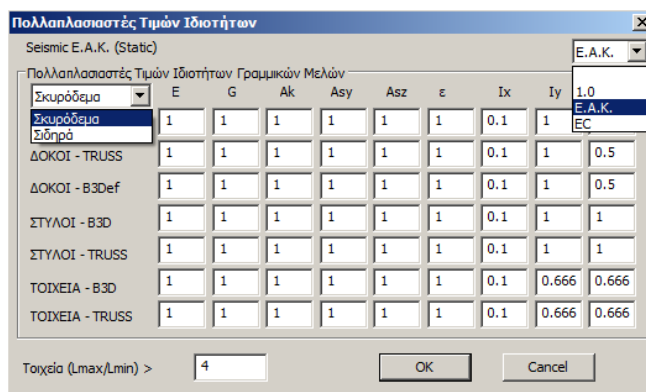 Πολλαπλασιαστές Τιμών Ιδιοτήτων
Seismic E.A.K. (Static) E.A.K.
Πολλαπλασιαστές Τιμών Ιδιοτήτων Γραμμικών Μελών
Σκυρόδεμα E G Ak Asy Asz ε Ix Iy 1.0
Σκυρόδεμα 1 1 1 1 1 1 0.1 1 E.A.K.
Σιδηρά EC
ΔΟΚΟΙ - TRUSS 1 1 1 1 1 1 0.1 1 0.5
ΔΟΚΟΙ - B3Def 1 1 1 1 1 1 0.1 1 0.5
ΣΤΥΛΟΙ - B3D 1 1 1 1 1 1 0.1 1 1
ΣΤΥΛΟΙ - TRUSS 1 1 1 1 1 1 0.1 1 1
ΤΟΙΧΕΙΑ - B3D 1 1 1 1 1 1 0.1 0.666 0.666
ΤΟΙΧΕΙΑ - TRUSS 1 1 1 1 1 1 0.1 0.666 0.666
Τοιχεία (Lmax/Lmin) > 4 OK Cancel